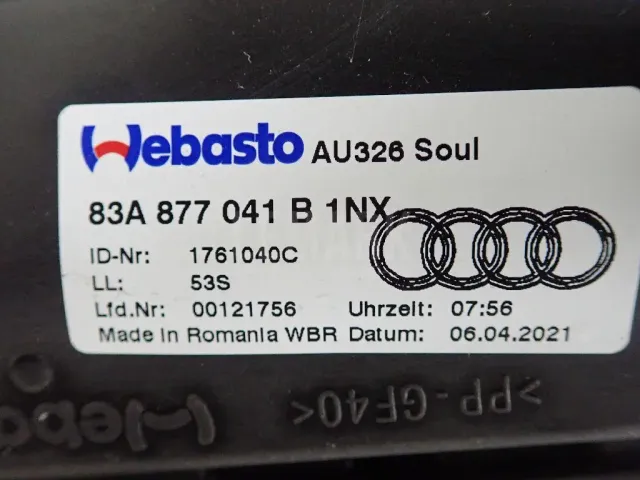 Webasto AU326 Soul
83A 877 041 B 1NX
ID-Nr: 1761040C
LL: 53S
Lfd.Nr: 00121756 Uhrzeit: 07:56
Made in Romania WBR Datum: 06.04.2021
>PP-GF40<
Webasto